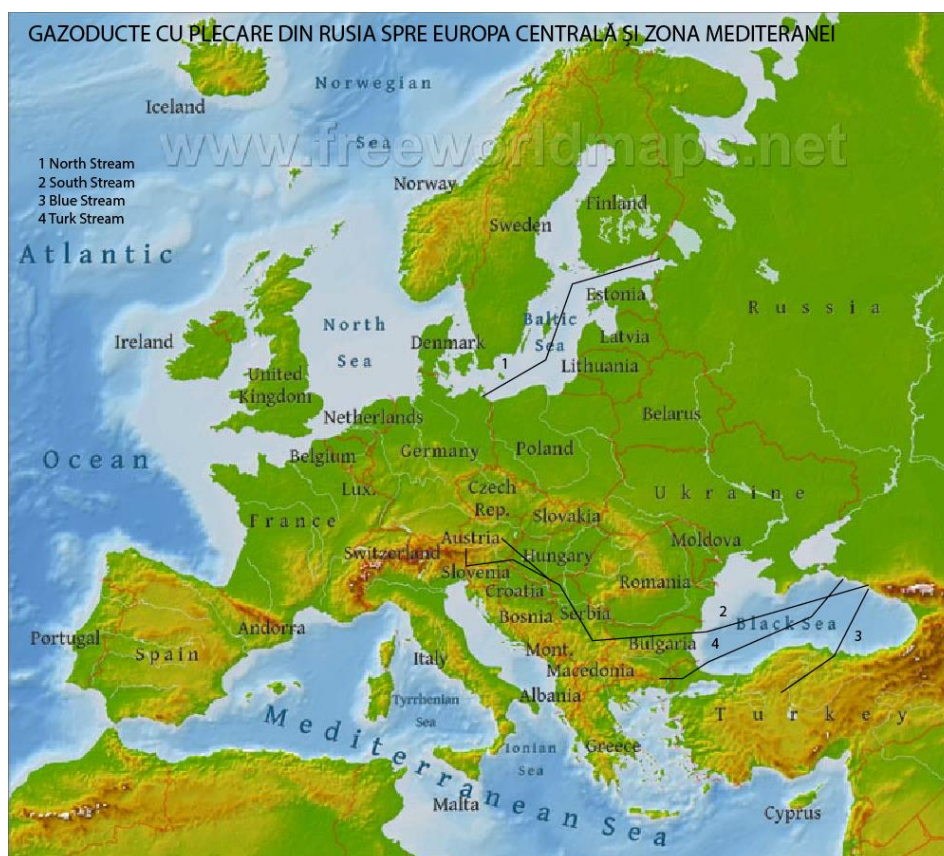 GAZODUCTE CU PLECARE DIN RUSIA SPRE EUROPA CENTRALĂ ȘI ZONA MEDITERANEI
Norwegian
Sea
Iceland
www.freeworldmaps.net
1 North Stream
2 South Stream
3 Blue Stream
4 Turk Stream
Norway
Sweden
Finland
Atlantic
Ocean
Russia
Estonia
Baltic
Sea
Latvia
Lithuania
North
Sea
Denmark
Ireland
United
Kingdom
1
Netherlands
Belarus
Belgium
Germany
Poland
Lux.
Czech
Rep.
Ukraine
France
Slovakia
Austria
Moldova
Switzerland
Hungary
Slovenia
Romania
Croatia
Bosnia
Serbia
2
Black Sea
3
4
Portugal
Spain
Andorra
Italy
Mont.
Bulgaria
Macedonia
Albania
Tyrrhenian
Sea
Turkey
Mediterranean Sea
Ionian
Sea
Greece
Malta
Cyprus